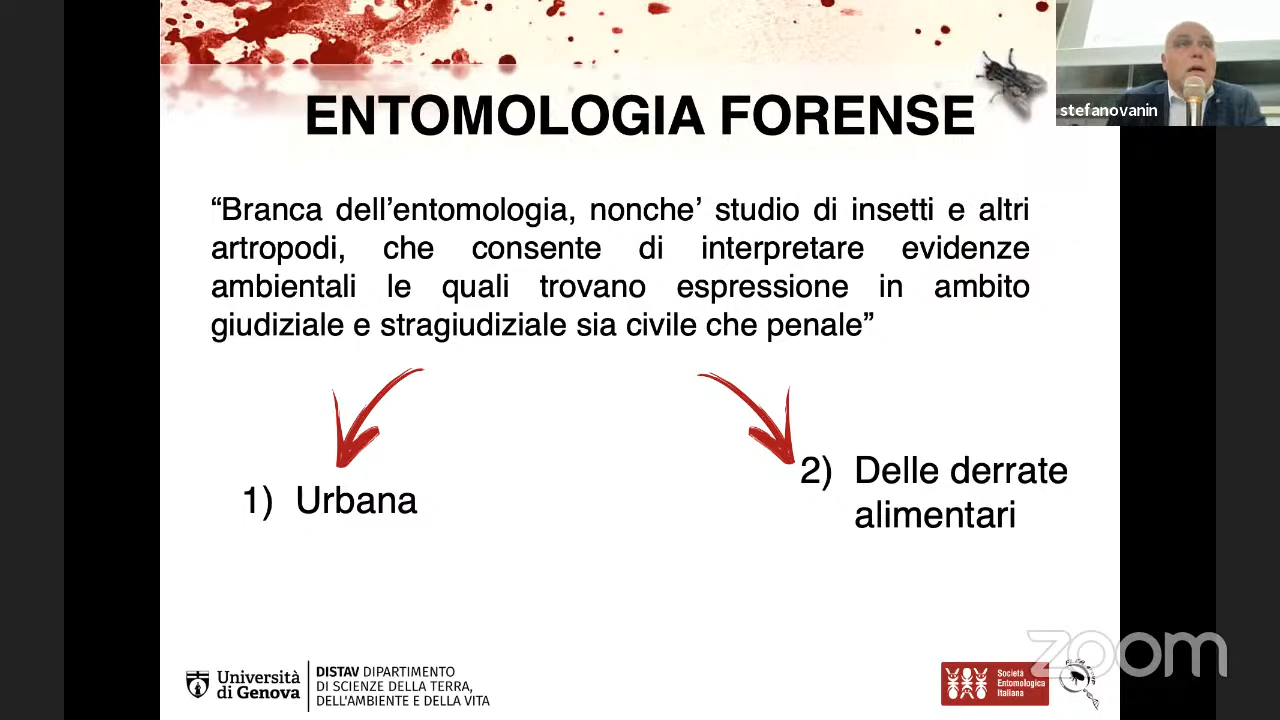 stefanovanin
ENTOMOLOGIA FORENSE
“Branca dell’entomologia, nonche’ studio di insetti e altri
artropodi, che consente di interpretare evidenze
ambientali le quali trovano espressione in ambito
giudiziale e stragiudiziale sia civile che penale”
1) Urbana
2) Delle derrate
alimentari
Università
di Genova
DISTAV DIPARTIMENTO
DI SCIENZE DELLA TERRA,
DELL'AMBIENTE E DELLA VITA
Società
Entomologica
Italiana
zoom